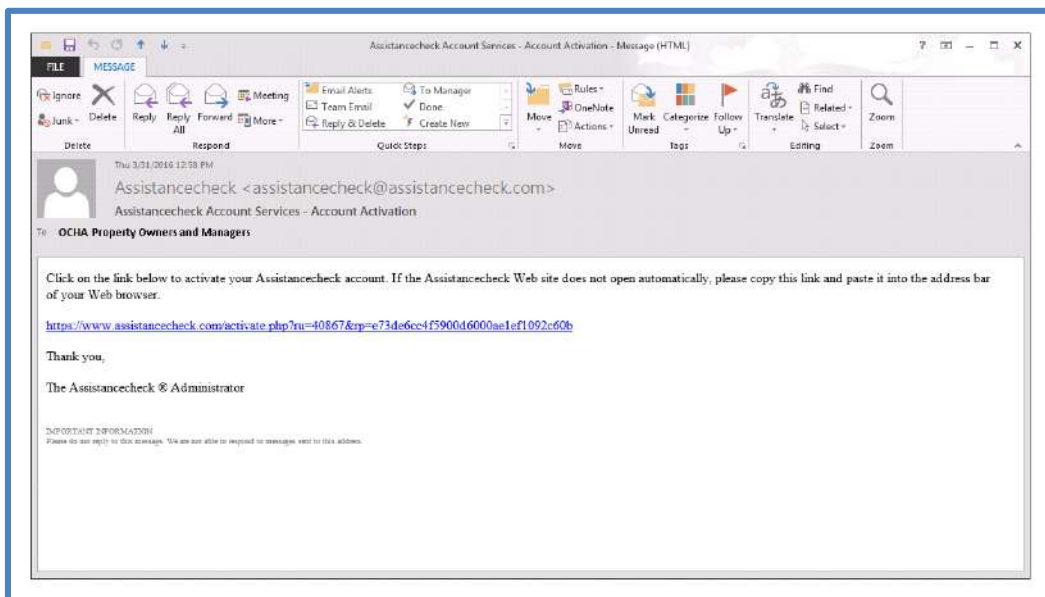 Assistancecheck Account Services - Account Activation - Message (HTML)
FILE MESSAGE
Ignore
Junk
Delete
Reply
Reply All
Forward
Meeting
More
Email Alerts
Team Email
Reply & Delete
To Manager
Done
Create New
Move
Rules
OneNote
Actions
Mark Unread
Categorize
Follow Up
Translate
Find
Related
Select
Zoom
Delete Respond Quick Steps Move Tags Editing Zoom
Thu 3/31/2016 12:58 PM
Assistancecheck <assistancecheck@assistancecheck.com>
Assistancecheck Account Services - Account Activation
To OCHA Property Owners and Managers
Click on the link below to activate your Assistancecheck account. If the Assistancecheck Web site does not open automatically, please copy this link and paste it into the address bar
of your Web browser.
https://www.assistancecheck.com/activate.php?ru=40867&rp=e73de6cc4f5900d6000ae1ef1092c60b
Thank you,
The Assistancecheck ® Administrator
IMPORTANT INFORMATION
Please do not reply to this message. We are not able to respond to messages sent to this address.